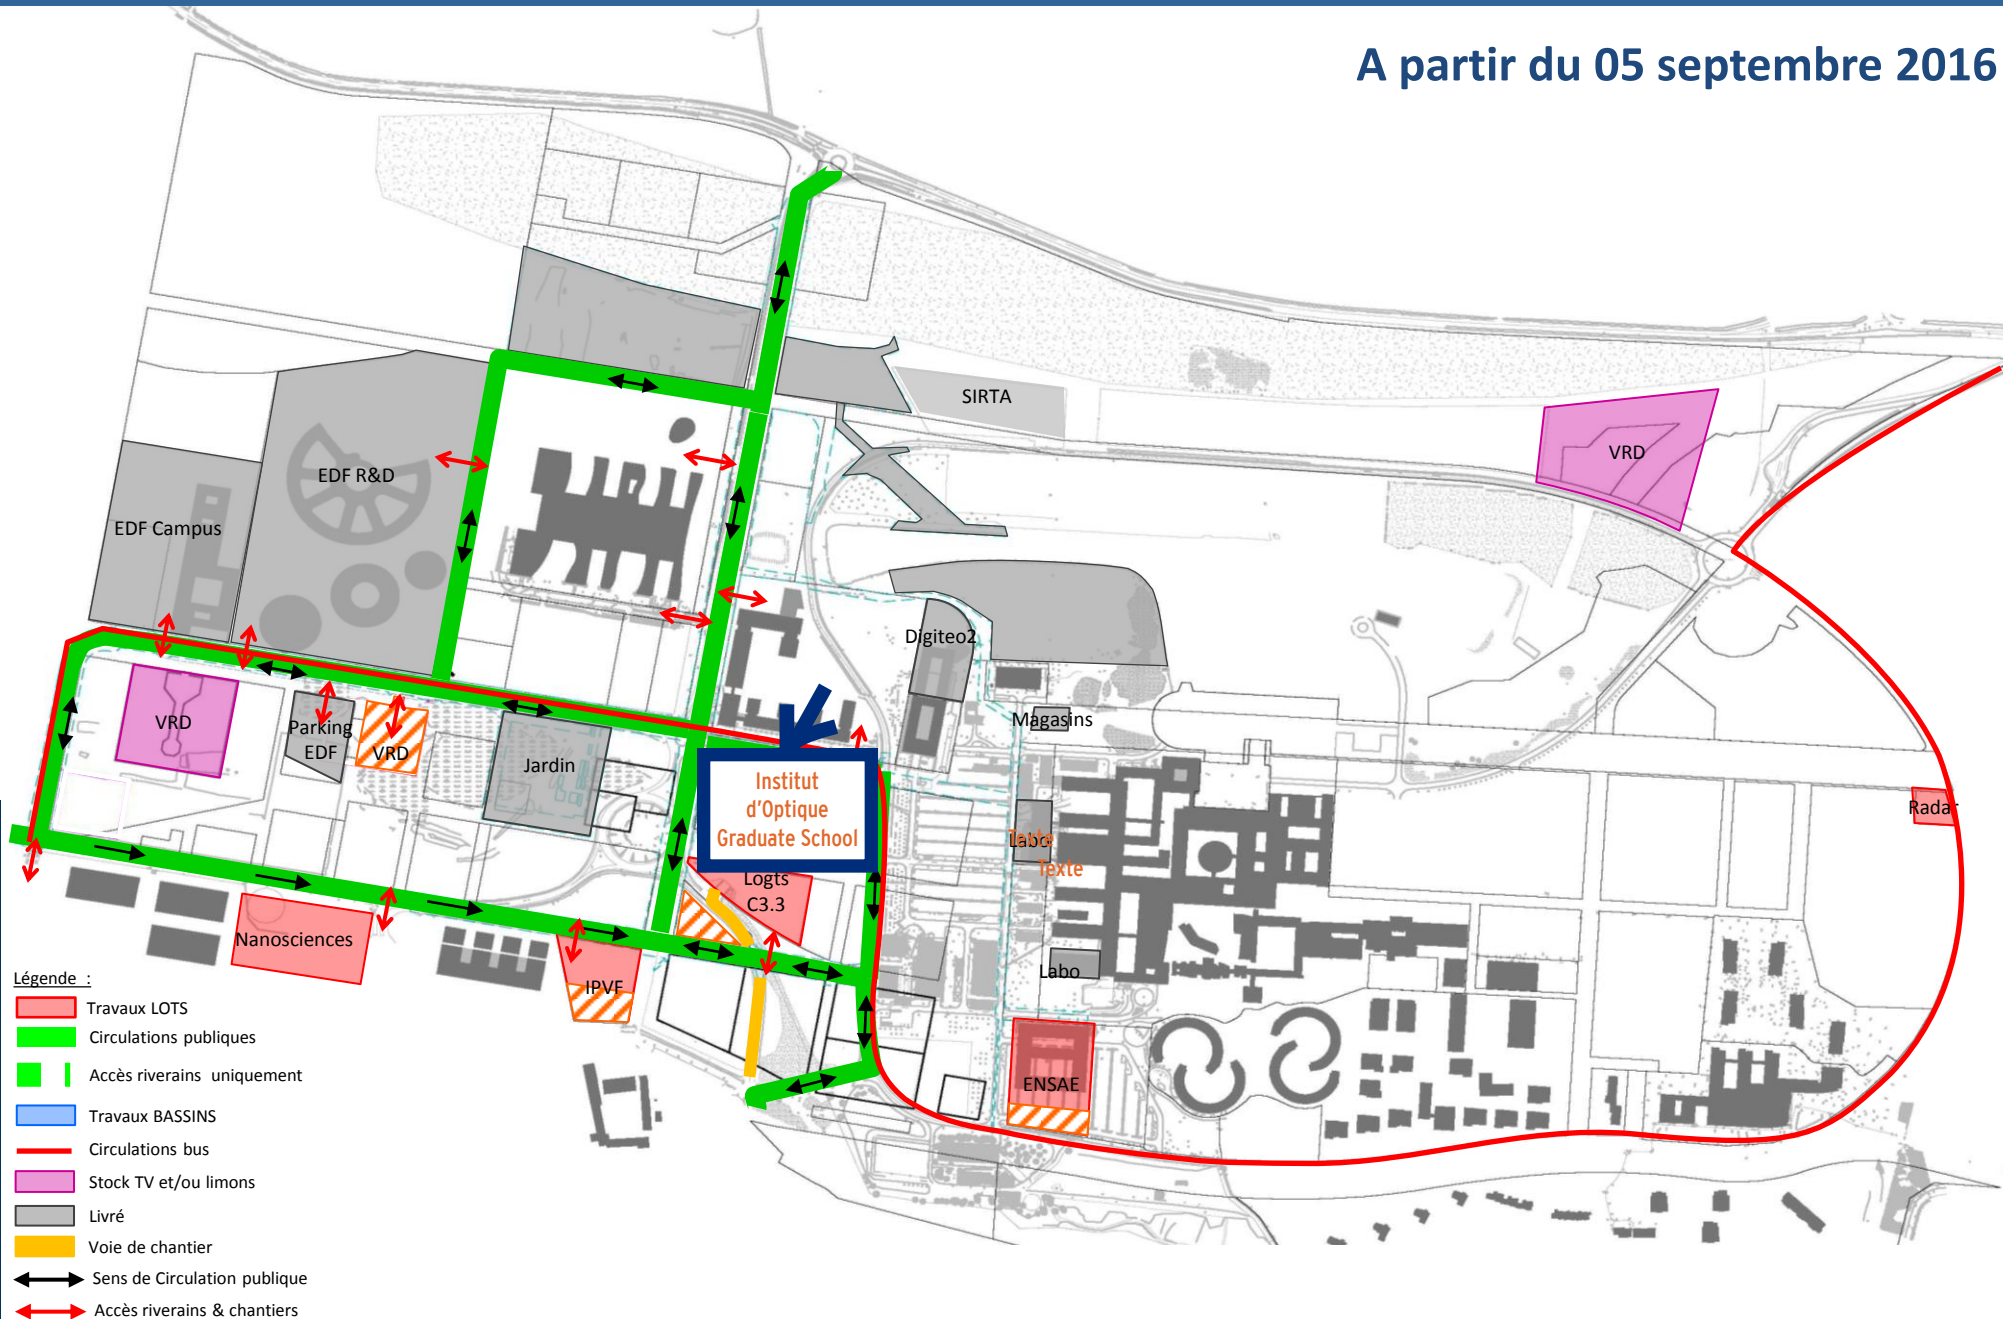 A partir du 05 septembre 2016
SIRTA
VRD
EDF R&D
EDF Campus
Digiteo2
VRD
Parking
EDF
VRD
Jardin
Magasins
Institut
d'Optique
Graduate School
Radar
Labo
Texte
Texte
Logts
C3.3
Nanosciences
Labo
IPVF
ENSAE
Légende :
Travaux LOTS
Circulations publiques
Accès riverains uniquement
Travaux BASSINS
Circulations bus
Stock TV et/ou limons
Livré
Voie de chantier
Sens de Circulation publique
Accès riverains & chantiers